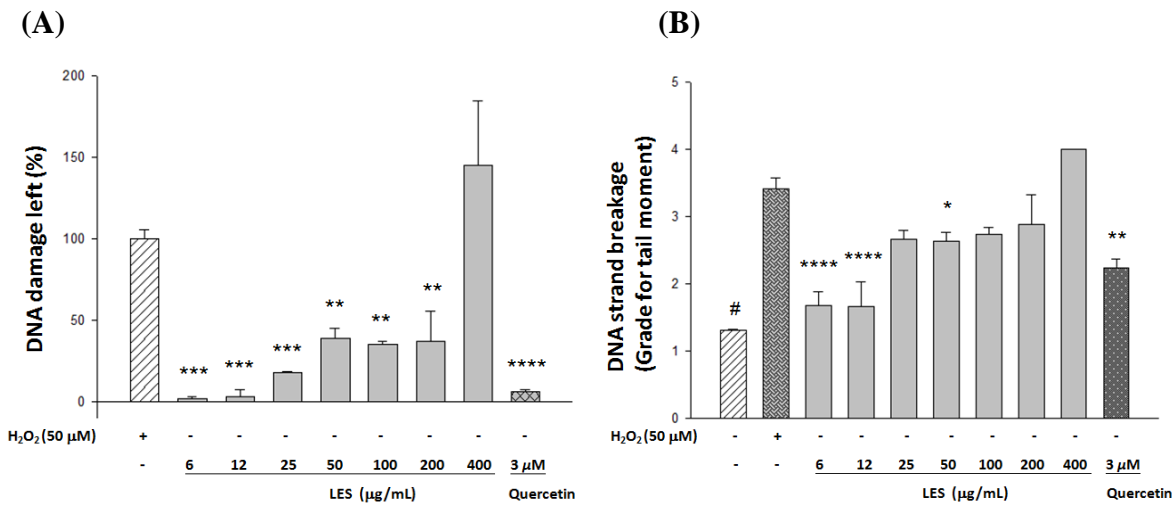 (A)
DNA damage left (%)
200
150
100
50
0
***
***
***
**
**
**
****
H₂O₂ (50 μM) + - - - - - - - -
- 6 12 25 50 100 200 400 3 μM
LES (μg/mL) Quercetin
(B)
DNA strand breakage
(Grade for tail moment)
5
4
3
2
1
0
#
****
****
*
**
H₂O₂ (50 μM) - + - - - - - - - -
- - 6 12 25 50 100 200 400 3 μM
LES (μg/mL) Quercetin